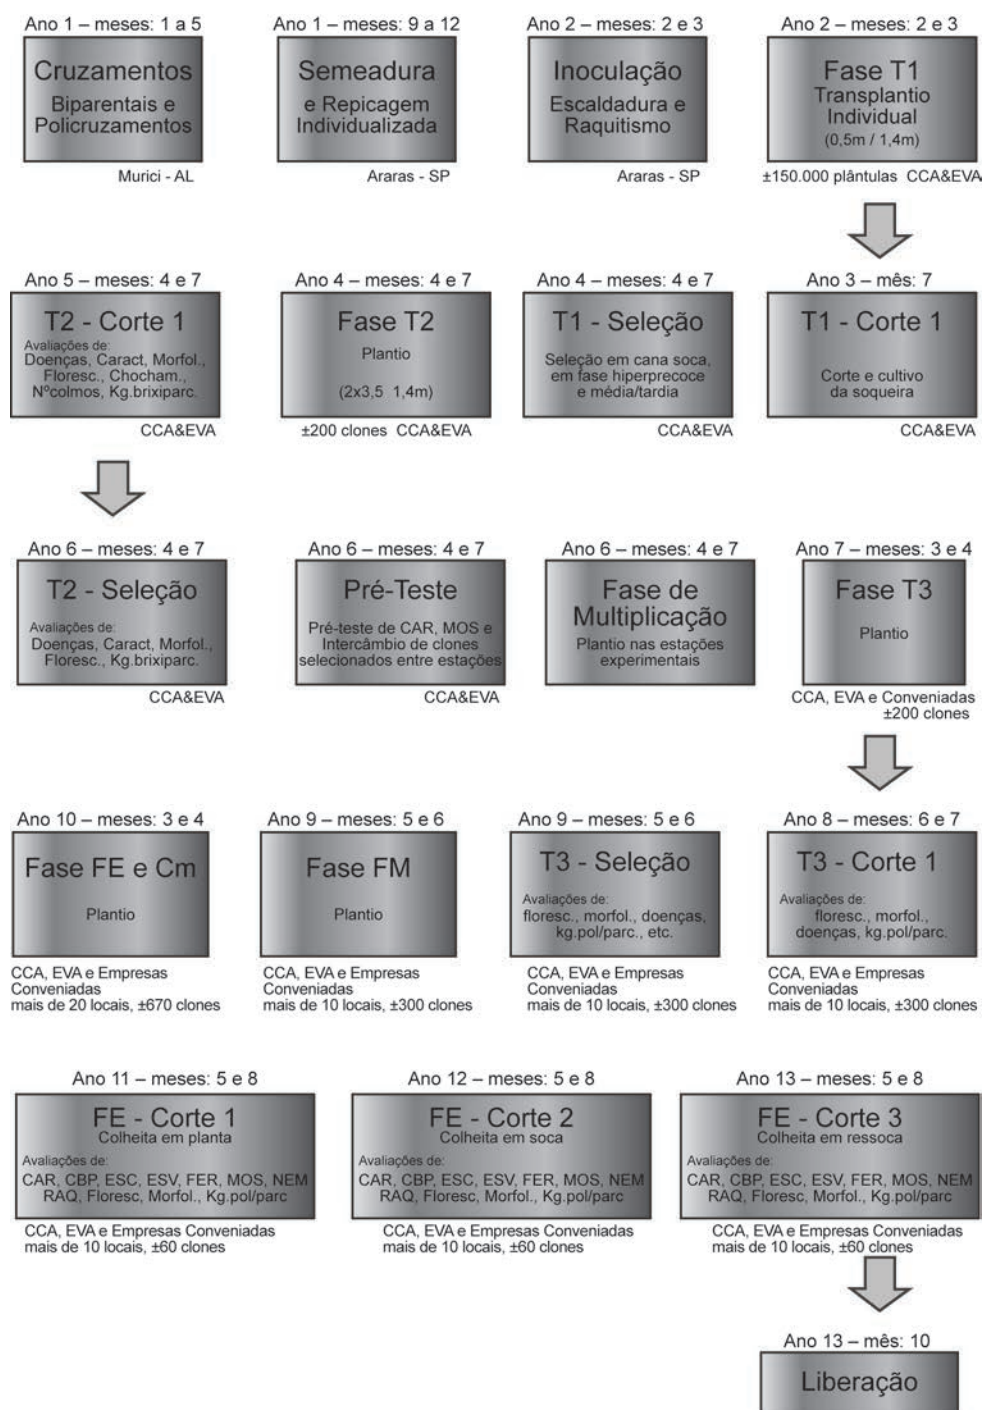 Ano 1 – meses: 1 a 5
Cruzamentos
Biparentais e
Policruzamentos
Murici - AL
Ano 1 – meses: 9 a 12
Semeadura
e Repicagem
Individualizada
Araras - SP
Ano 2 – meses: 2 e 3
Inoculação
Escaldadura e
Raquitismo
Araras - SP
Ano 2 – meses: 2 e 3
Fase T1
Transplantio
Individual
(0,5m / 1,4m)
±150.000 plântulas CCA&EVA
Ano 5 – meses: 4 e 7
T2 - Corte 1
Avaliações de:
Doenças, Caract, Morfol.,
Floresc., Chocham.,
Nºcolmos, Kg.brixiparc.
CCA&EVA
Ano 4 – meses: 4 e 7
Fase T2
Plantio
(2x3,5 1,4m)
±200 clones CCA&EVA
Ano 4 – meses: 4 e 7
T1 - Seleção
Seleção em cana soca,
em fase hiperprecoce
e média/tardia
CCA&EVA
Ano 3 – mês: 7
T1 - Corte 1
Corte e cultivo
da soqueira
CCA&EVA
Ano 6 – meses: 4 e 7
T2 - Seleção
Avaliações de:
Doenças, Caract, Morfol.,
Floresc., Kg.brixiparc.
CCA&EVA
Ano 6 – meses: 4 e 7
Pré-Teste
Pré-teste de CAR, MOS e
Intercâmbio de clones
selecionados entre estações
CCA&EVA
Ano 6 – meses: 4 e 7
Fase de
Multiplicação
Plantio nas estações
experimentais
Ano 7 – meses: 3 e 4
Fase T3
Plantio
CCA, EVA e Conveniadas
±200 clones
Ano 10 – meses: 3 e 4
Fase FE e Cm
Plantio
CCA, EVA e Empresas
Conveniadas
mais de 20 locais, ±670 clones
Ano 9 – meses: 5 e 6
Fase FM
Plantio
CCA, EVA e Empresas
Conveniadas
mais de 10 locais, ±300 clones
Ano 9 – meses: 5 e 6
T3 - Seleção
Avaliações de:
floresc., morfol., doenças,
kg.pol/parc., etc.
CCA, EVA e Empresas
Conveniadas
mais de 10 locais, ±300 clones
Ano 8 – meses: 6 e 7
T3 - Corte 1
Avaliações de:
floresc., morfol.,
doenças, kg.pol/parc.
CCA, EVA e Empresas
Conveniadas
mais de 10 locais, ±300 clones
Ano 11 – meses: 5 e 8
FE - Corte 1
Colheita em planta
Avaliações de:
CAR, CBP, ESC, ESV, FER, MOS, NEM
RAQ, Floresc, Morfol., Kg.pol/parc
CCA, EVA e Empresas Conveniadas
mais de 10 locais, ±60 clones
Ano 12 – meses: 5 e 8
FE - Corte 2
Colheita em soca
Avaliações de:
CAR, CBP, ESC, ESV, FER, MOS, NEM
RAQ, Floresc, Morfol., Kg.pol/parc
CCA, EVA e Empresas Conveniadas
mais de 10 locais, ±60 clones
Ano 13 – meses: 5 e 8
FE - Corte 3
Colheita em ressoca
Avaliações de:
CAR, CBP, ESC, ESV, FER, MOS, NEM
RAQ, Floresc, Morfol., Kg.pol/parc
CCA, EVA e Empresas Conveniadas
mais de 10 locais, ±60 clones
Ano 13 – mês: 10
Liberação